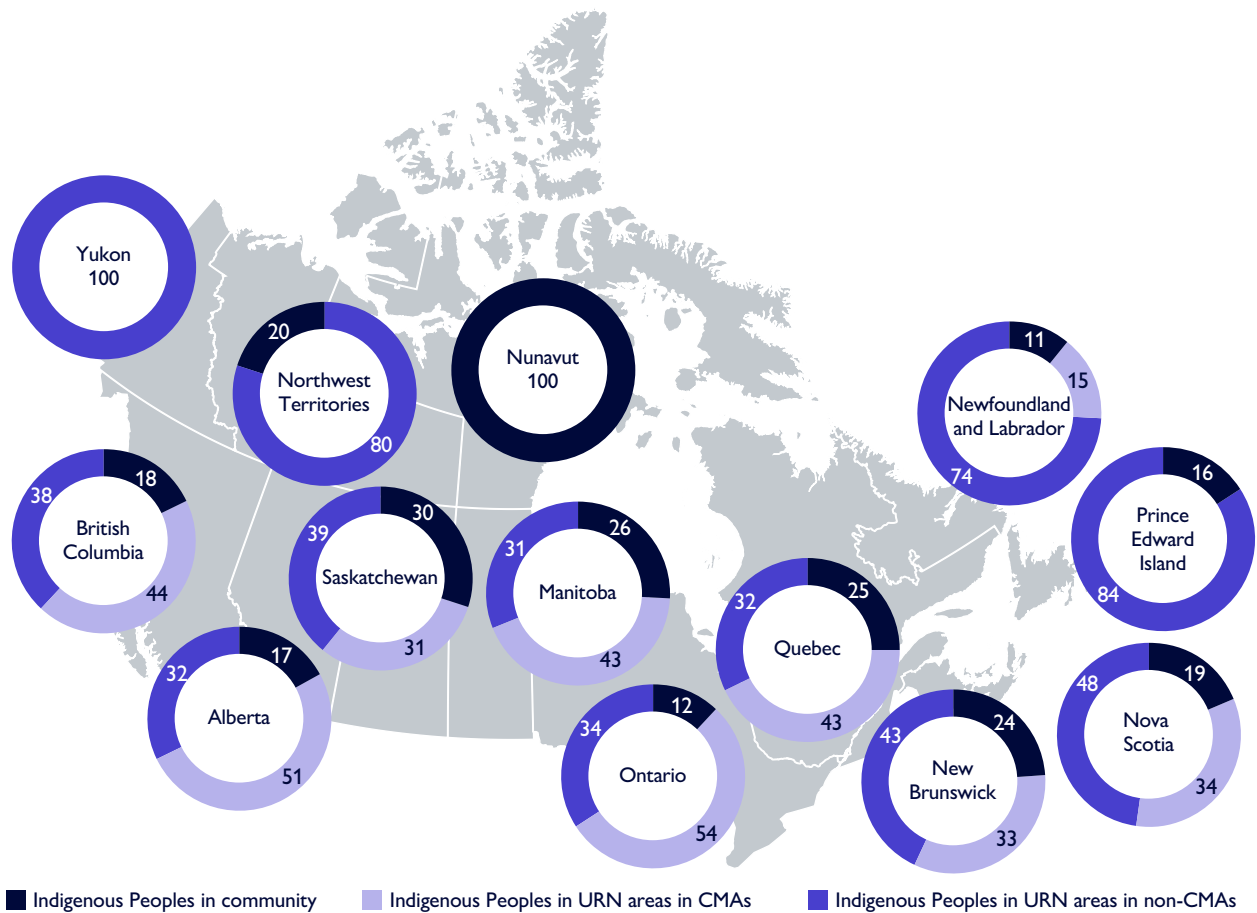 Yukon
100
20
Northwest
Territories
80
Nunavut
100
11
15
Newfoundland
and Labrador
74
16
Prince
Edward
Island
84
38
18
British
Columbia
44
39
30
Saskatchewan
31
31
26
Manitoba
43
32
25
Quebec
43
32
17
Alberta
51
34
12
Ontario
54
43
24
New
Brunswick
33
48
19
Nova
Scotia
34
Indigenous Peoples in community
Indigenous Peoples in URN areas in CMAs
Indigenous Peoples in URN areas in non-CMAs